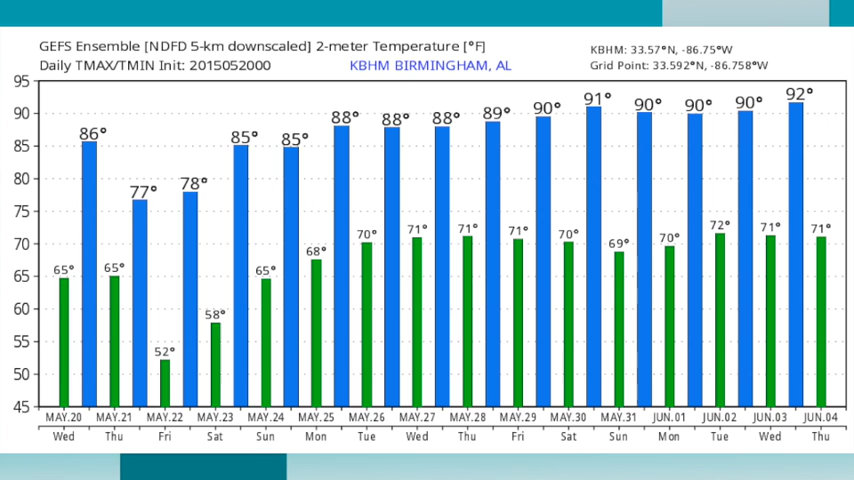 GEFS Ensemble [NDFD 5-km downscaled] 2-meter Temperature [°F]
Daily TMAX/TMIN Init: 2015052000
KBHM BIRMINGHAM, AL
KBHM: 33.57°N, -86.75°W
Grid Point: 33.592°N, -86.758°W
95
90
85
80
75
70
65
60
55
50
45
86° 77° 78° 85° 85° 88° 88° 88° 89° 90° 91° 90° 90° 90° 92°
65° 65° 52° 58° 65° 68° 70° 71° 71° 71° 70° 69° 70° 72° 71° 71°
MAY.20 MAY.21 MAY.22 MAY.23 MAY.24 MAY.25 MAY.26 MAY.27 MAY.28 MAY.29 MAY.30 MAY.31 JUN.01 JUN.02 JUN.03 JUN.04
Wed Thu Fri Sat Sun Mon Tue Wed Thu Fri Sat Sun Mon Tue Wed Thu